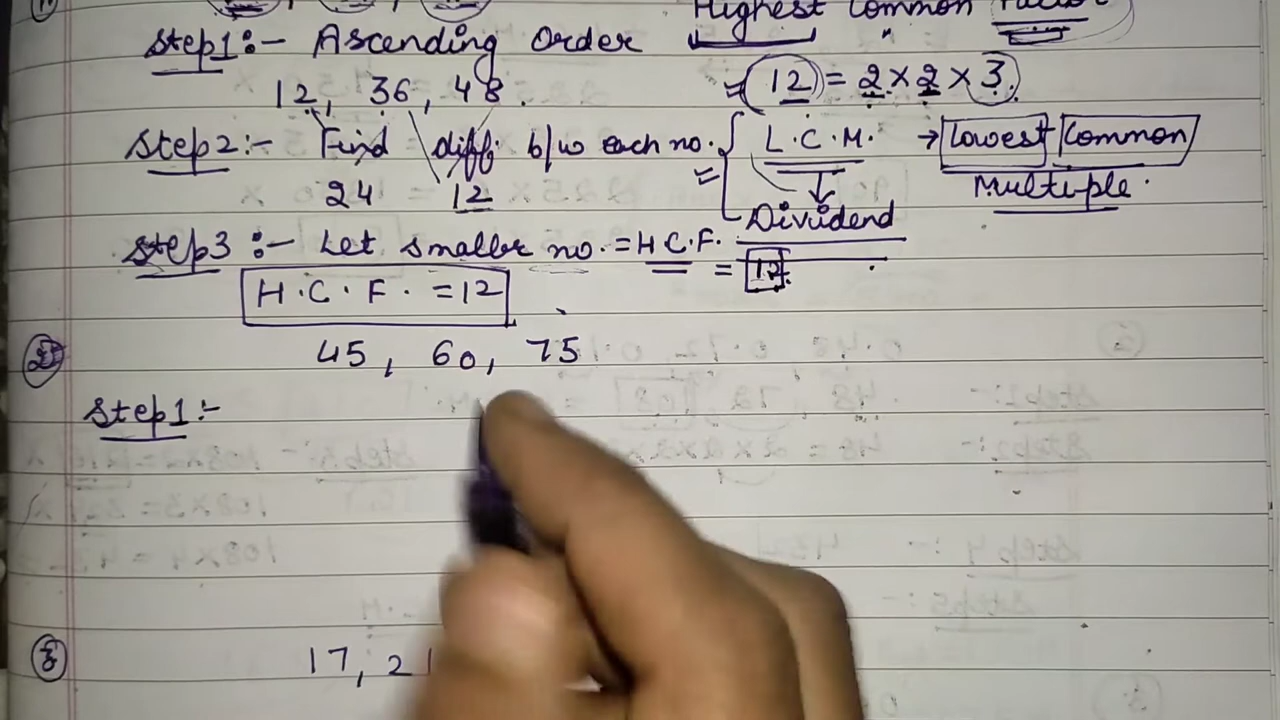 Highest Common Factor
Step1:- Ascending Order
12, 36, 48.
= 12 = 2 × 2 × 3.
Step2:- Find diff. b/w each no.
24 12
L.C.M. → Lowest Common
Multiple.
Dividend
Step3:- Let smaller no. = H.C.F.
= 12.
H.C.F. = 12
2 45, 60, 75
Step1:-
17, 21